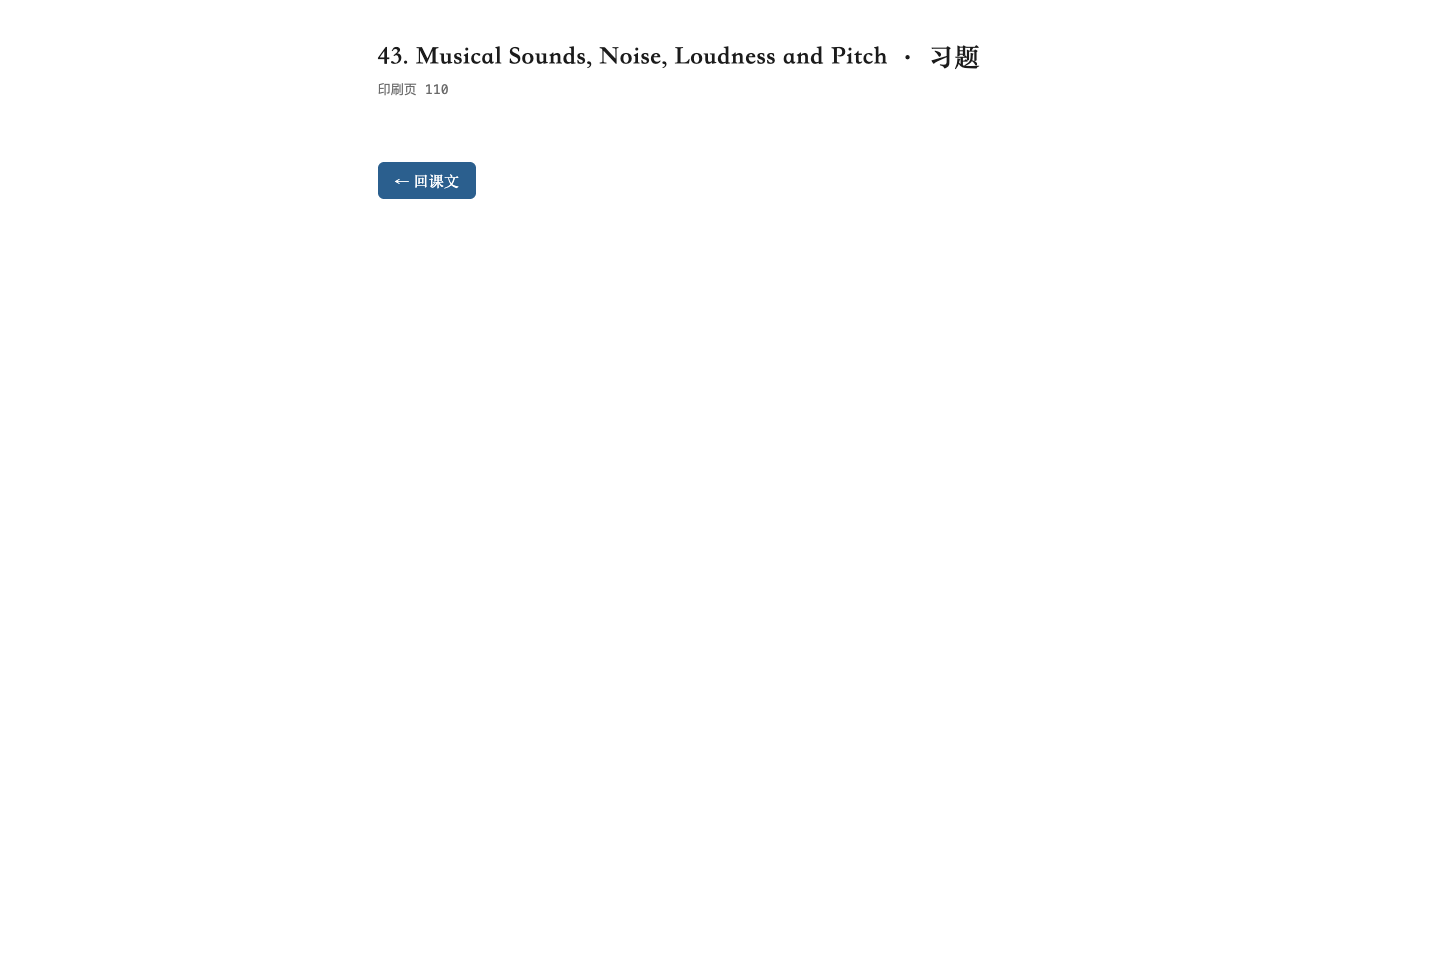 43. Musical Sounds, Noise, Loudness and Pitch · 习题
印刷页 110
← 回课文